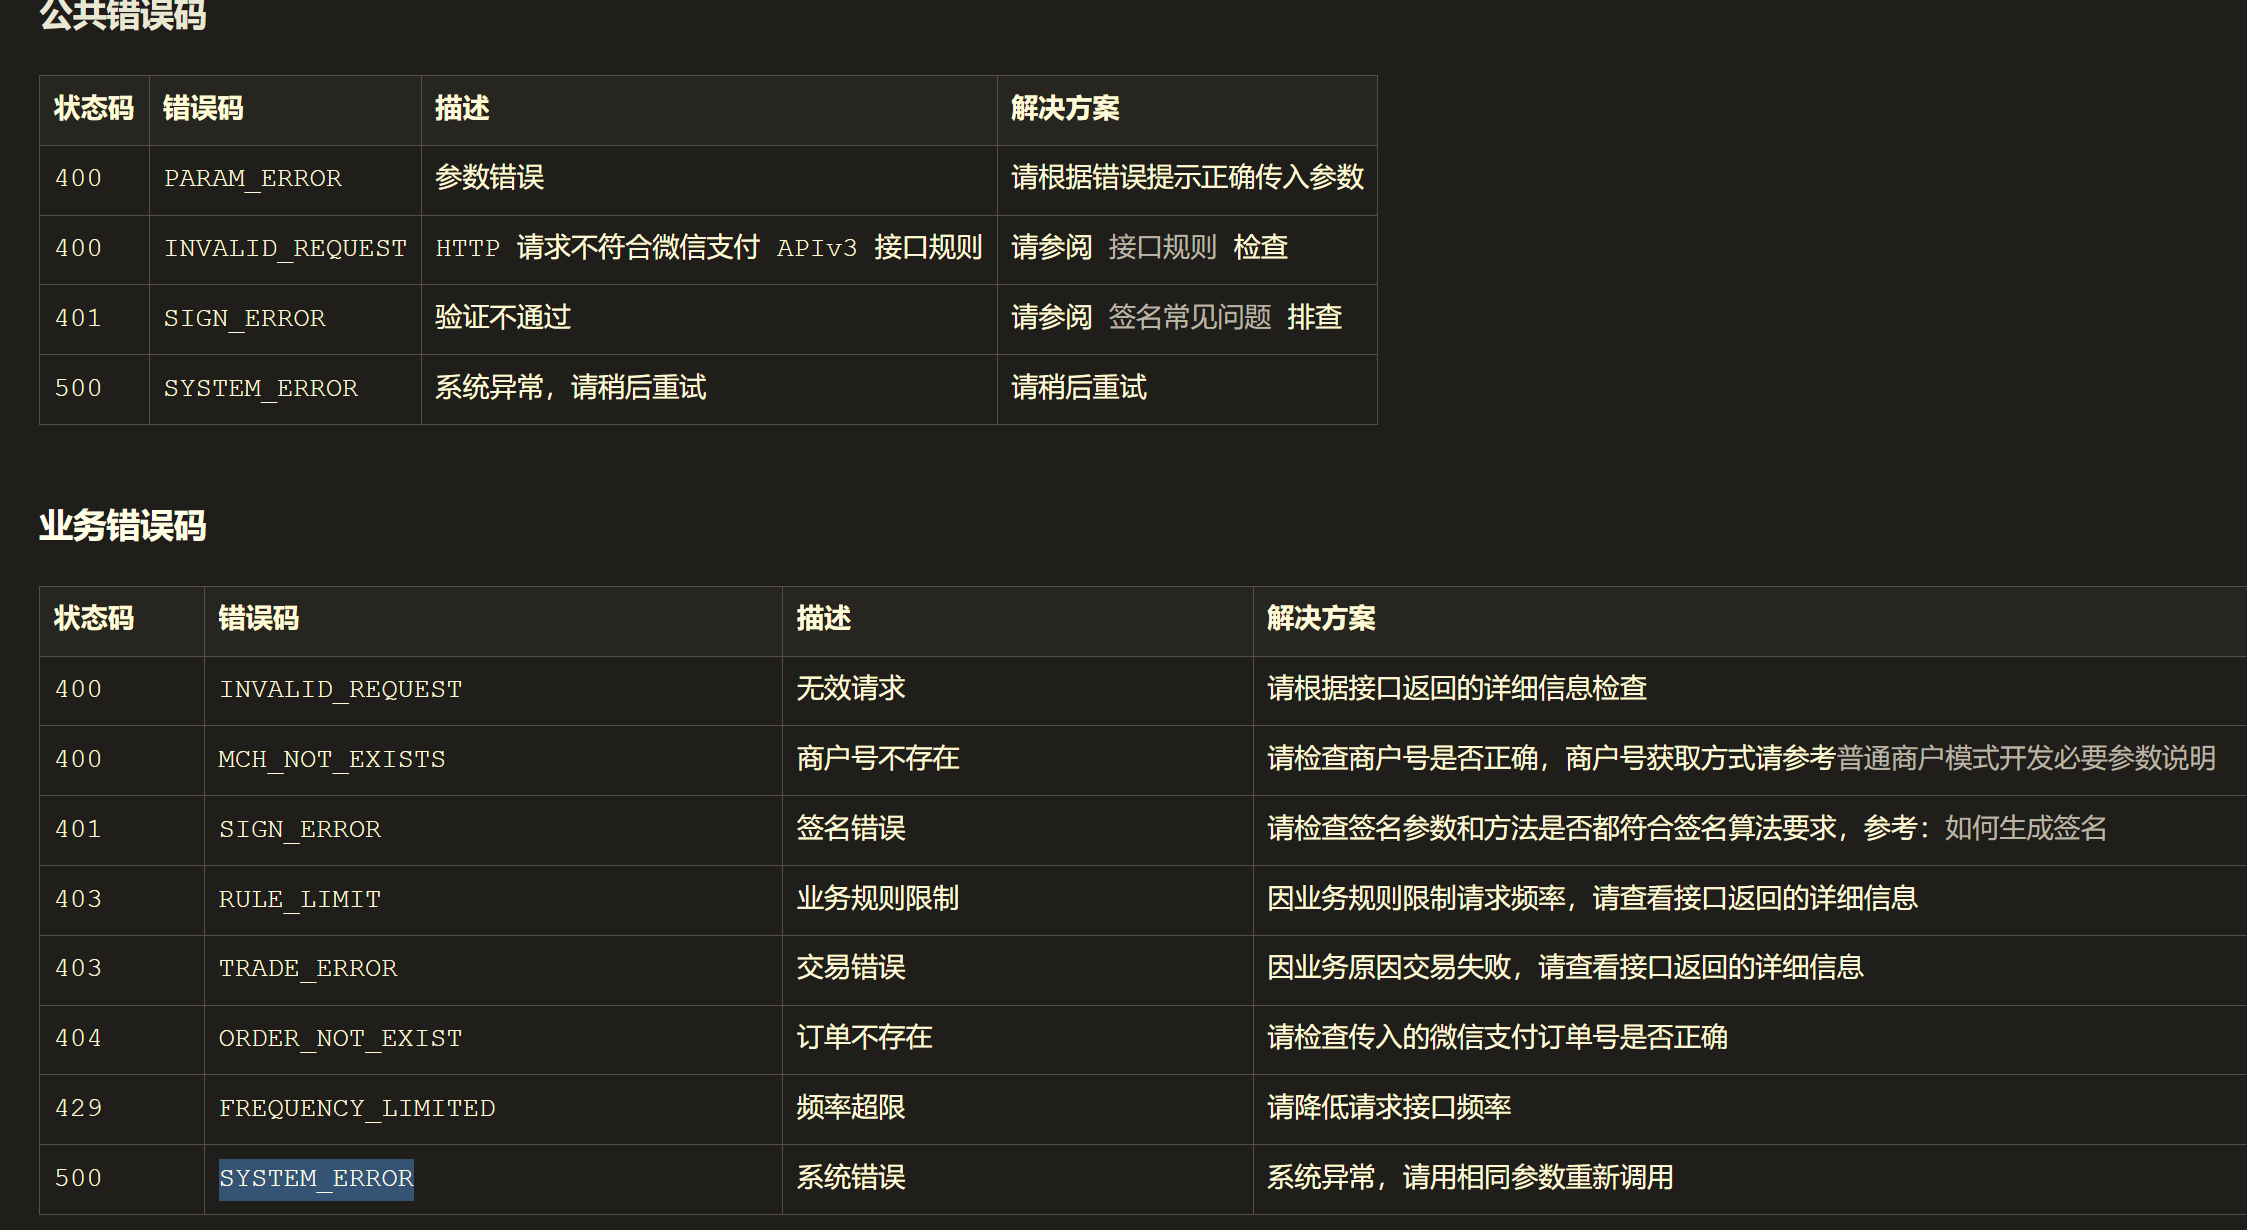 公共错误码
状态码 错误码 描述 解决方案
400 PARAM_ERROR 参数错误 请根据错误提示正确传入参数
400 INVALID_REQUEST HTTP 请求不符合微信支付 APIv3 接口规则 请参阅 接口规则 检查
401 SIGN_ERROR 验证不通过 请参阅 签名常见问题 排查
500 SYSTEM_ERROR 系统异常，请稍后重试 请稍后重试
业务错误码
状态码 错误码 描述 解决方案
400 INVALID_REQUEST 无效请求 请根据接口返回的详细信息检查
400 MCH_NOT_EXISTS 商户号不存在 请检查商户号是否正确，商户号获取方式请参考普通商户模式开发必要参数说明
401 SIGN_ERROR 签名错误 请检查签名参数和方法是否都符合签名算法要求，参考：如何生成签名
403 RULE_LIMIT 业务规则限制 因业务规则限制请求频率，请查看接口返回的详细信息
403 TRADE_ERROR 交易错误 因业务原因交易失败，请查看接口返回的详细信息
404 ORDER_NOT_EXIST 订单不存在 请检查传入的微信支付订单号是否正确
429 FREQUENCY_LIMITED 频率超限 请降低请求接口频率
500 SYSTEM_ERROR 系统错误 系统异常，请用相同参数重新调用